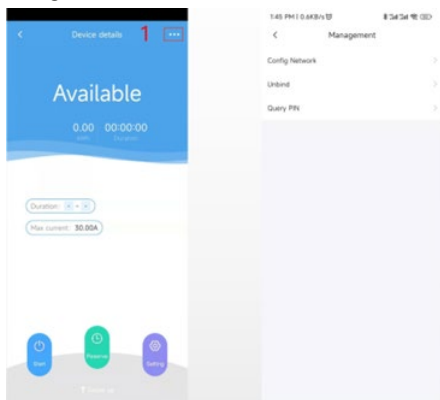 Device details
1
Available
0.00 00:00:00
Duration:
Max current: 30.00A
Start
Reserve
Setting
1:45 PM | 0.6KB/s
Management
Config Network
Unbind
Query PIN